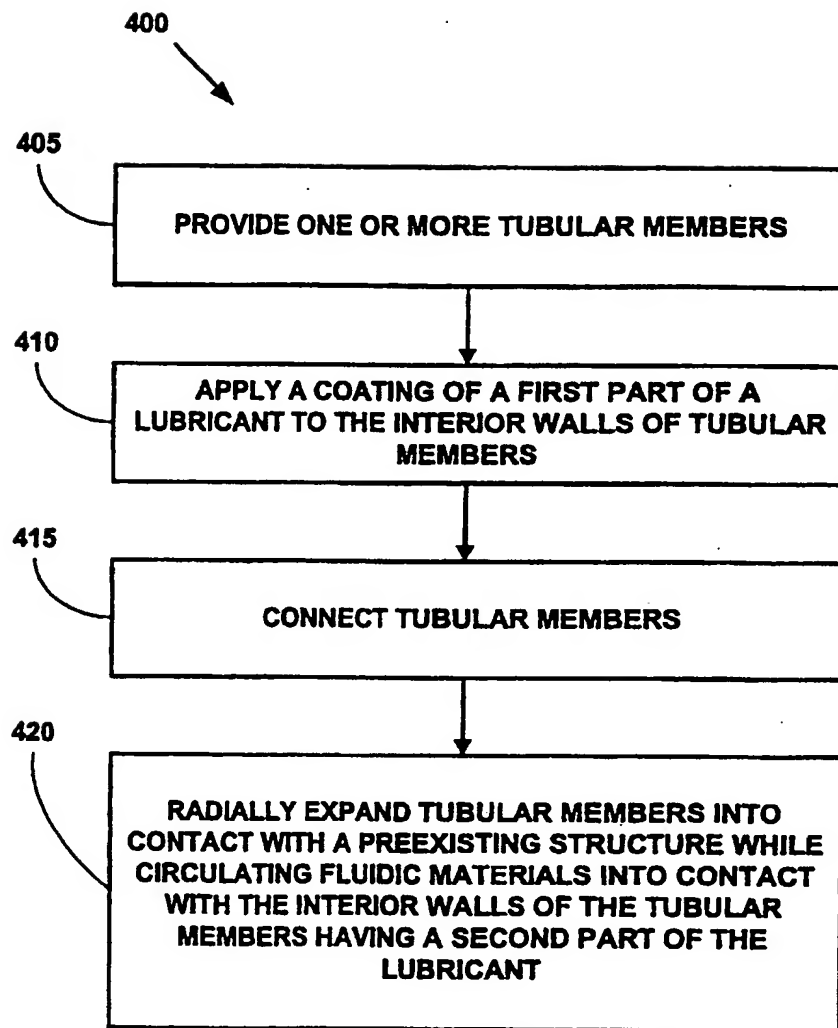 400
405
PROVIDE ONE OR MORE TUBULAR MEMBERS
410
APPLY A COATING OF A FIRST PART OF A
LUBRICANT TO THE INTERIOR WALLS OF TUBULAR
MEMBERS
415
CONNECT TUBULAR MEMBERS
420
RADIALLY EXPAND TUBULAR MEMBERS INTO
CONTACT WITH A PREEXISTING STRUCTURE WHILE
CIRCULATING FLUIDIC MATERIALS INTO CONTACT
WITH THE INTERIOR WALLS OF THE TUBULAR
MEMBERS HAVING A SECOND PART OF THE
LUBRICANT